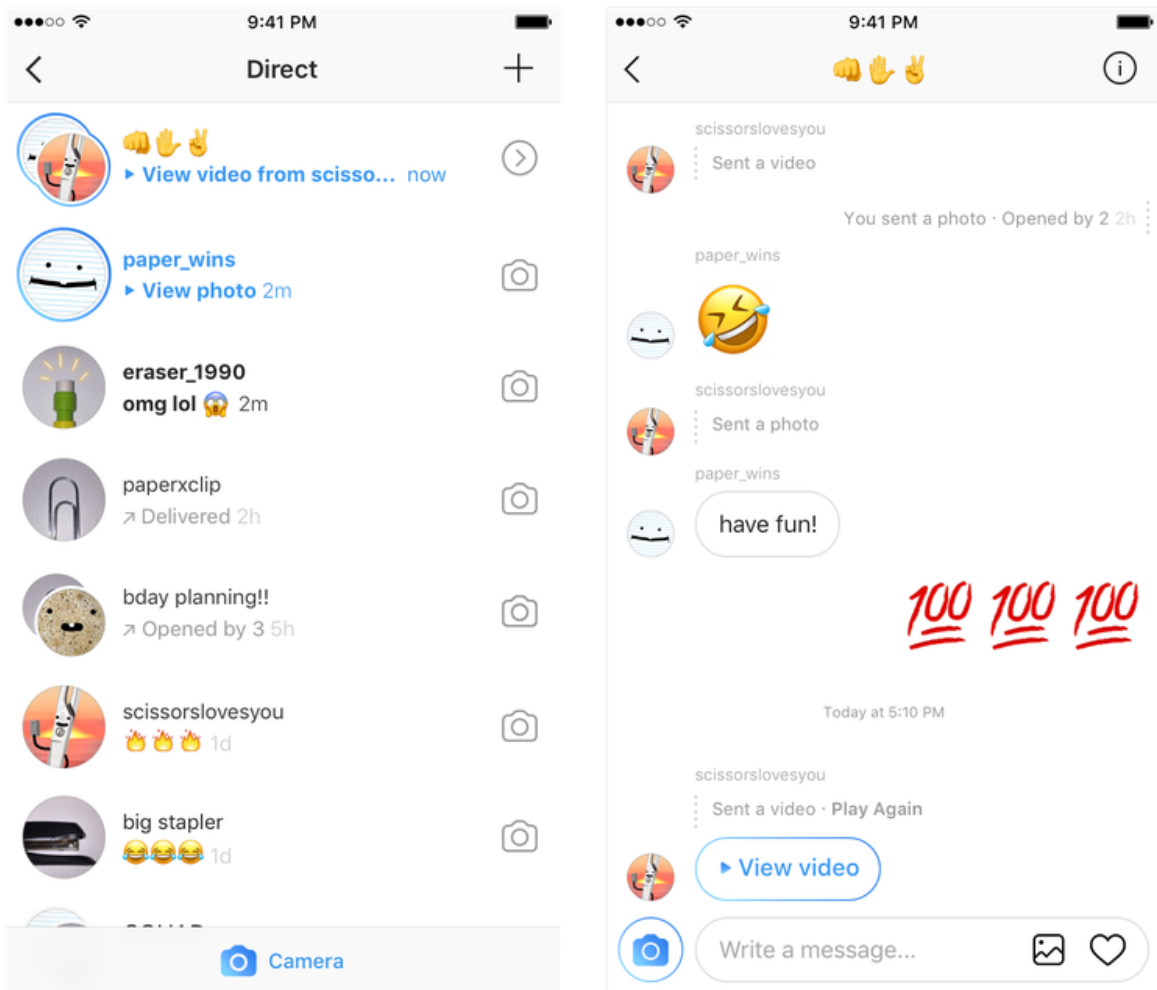 9:41 PM
Direct
👊✋✌️
View video from scisso... now
paper_wins
View photo 2m
eraser_1990
omg lol 😱 2m
paperxclip
Delivered 2h
bday planning!!
Opened by 3 5h
scissorslovesyou
🔥🔥🔥 1d
big stapler
😂😂😂 1d
Camera
9:41 PM
👊✋✌️
scissorslovesyou
Sent a video
You sent a photo · Opened by 2 2h
paper_wins
🤣
scissorslovesyou
Sent a photo
paper_wins
have fun!
💯 💯 💯
Today at 5:10 PM
scissorslovesyou
Sent a video · Play Again
View video
Write a message...